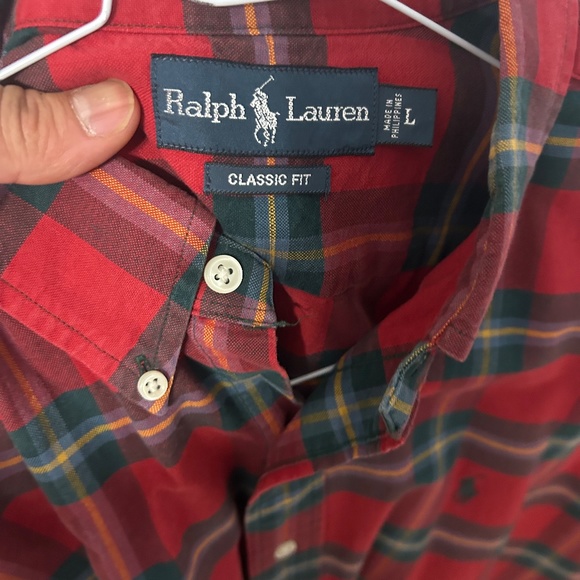 Ralph Lauren
MADE IN
PHILIPPINES
L
CLASSIC FIT